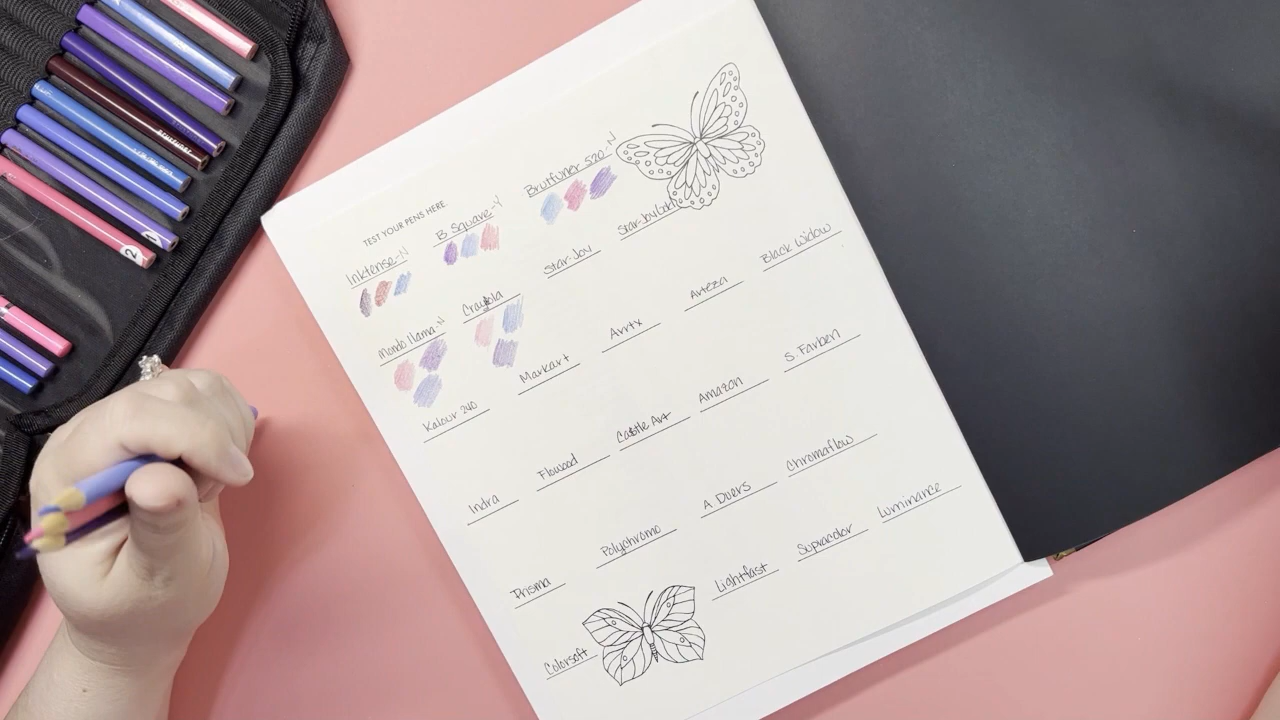 TEST YOUR PENS HERE
Inktense-N
B Square-Y
Brutfuner 520-N
Mondo llama-N
Crayola
Star-Joy
Kalour 240
Markart
Arrtx
Arteza
Black Widow
Indra
Flowood
Castle Art
Amazon
S. Farben
Prisma
Polychromo
A Duers
Chromaflow
Colorsoft
Lightfast
Supracolor
Luminance
2